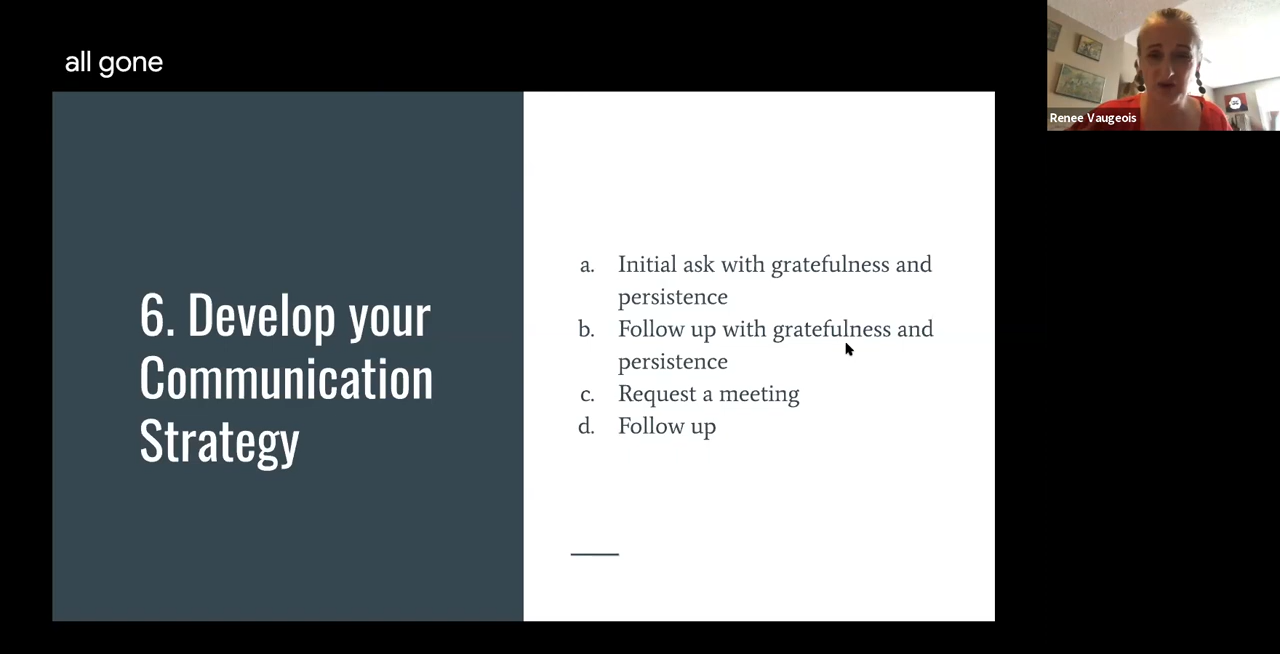 all gone
Renee Vaugeois
6. Develop your
Communication
Strategy
a. Initial ask with gratefulness and
persistence
b. Follow up with gratefulness and
persistence
c. Request a meeting
d. Follow up